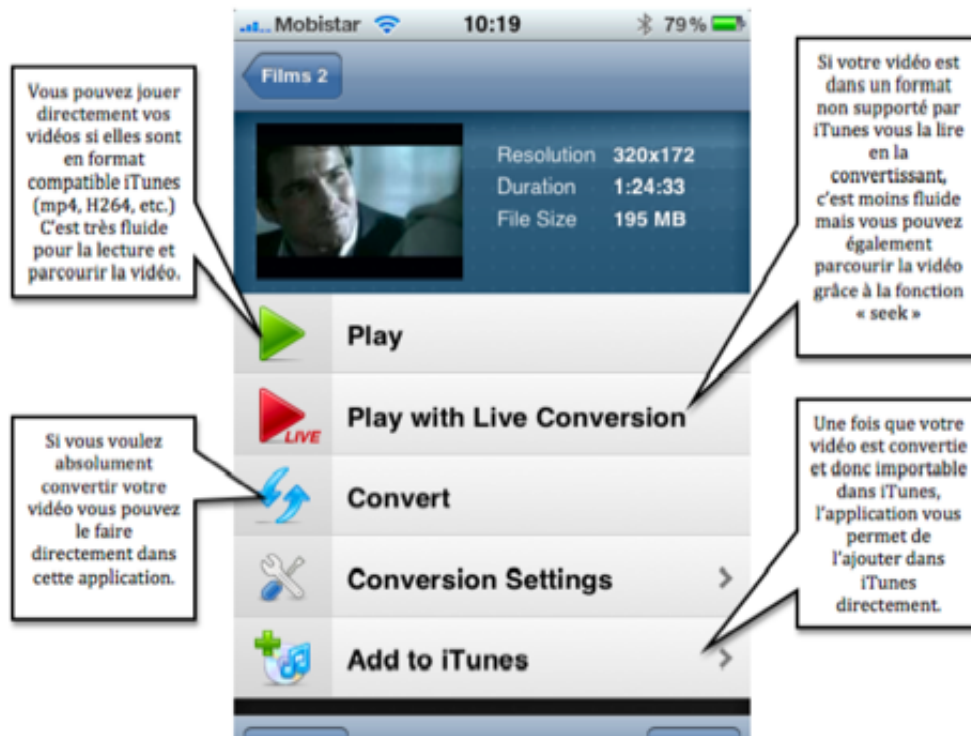 Mobistar 10:19 79%
Films 2
Resolution 320x172
Duration 1:24:33
File Size 195 MB
Play
Play with Live Conversion
LIVE
Convert
Conversion Settings
Add to iTunes
Vous pouvez jouer
directement vos
vidéos si elles sont
en format
compatible iTunes
(mp4, H264, etc.)
C'est très fluide
pour la lecture et
parcourir la vidéo.
Si votre vidéo est
dans un format
non supporté par
iTunes vous la lire
en la
convertissant,
c'est moins fluide
mais vous pouvez
également
parcourir la vidéo
grâce à la fonction
« seek »
Si vous voulez
absolument
convertir votre
vidéo vous pouvez
le faire
directement dans
cette application.
Une fois que votre
vidéo est convertie
et donc importable
dans iTunes,
l'application vous
permet de
l'ajouter dans
iTunes
directement.